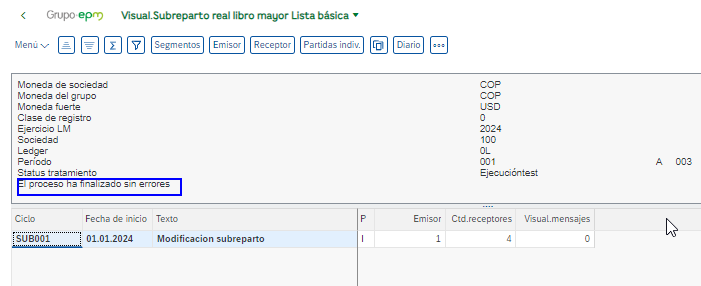 Grupo·epm Visual.Subreparto real libro mayor Lista básica
Menú Segmentos Emisor Receptor Partidas indiv. Diario
Moneda de sociedad COP
Moneda del grupo COP
Moneda fuerte USD
Clase de registro 0
Ejercicio LM 2024
Sociedad 100
Ledger 0L
Período 001 A 003
Status tratamiento Ejecucióntest
El proceso ha finalizado sin errores
Ciclo Fecha de inicio Texto P Emisor Ctd.receptores Visual.mensajes
SUB001 01.01.2024 Modificacion subreparto I 1 4 0